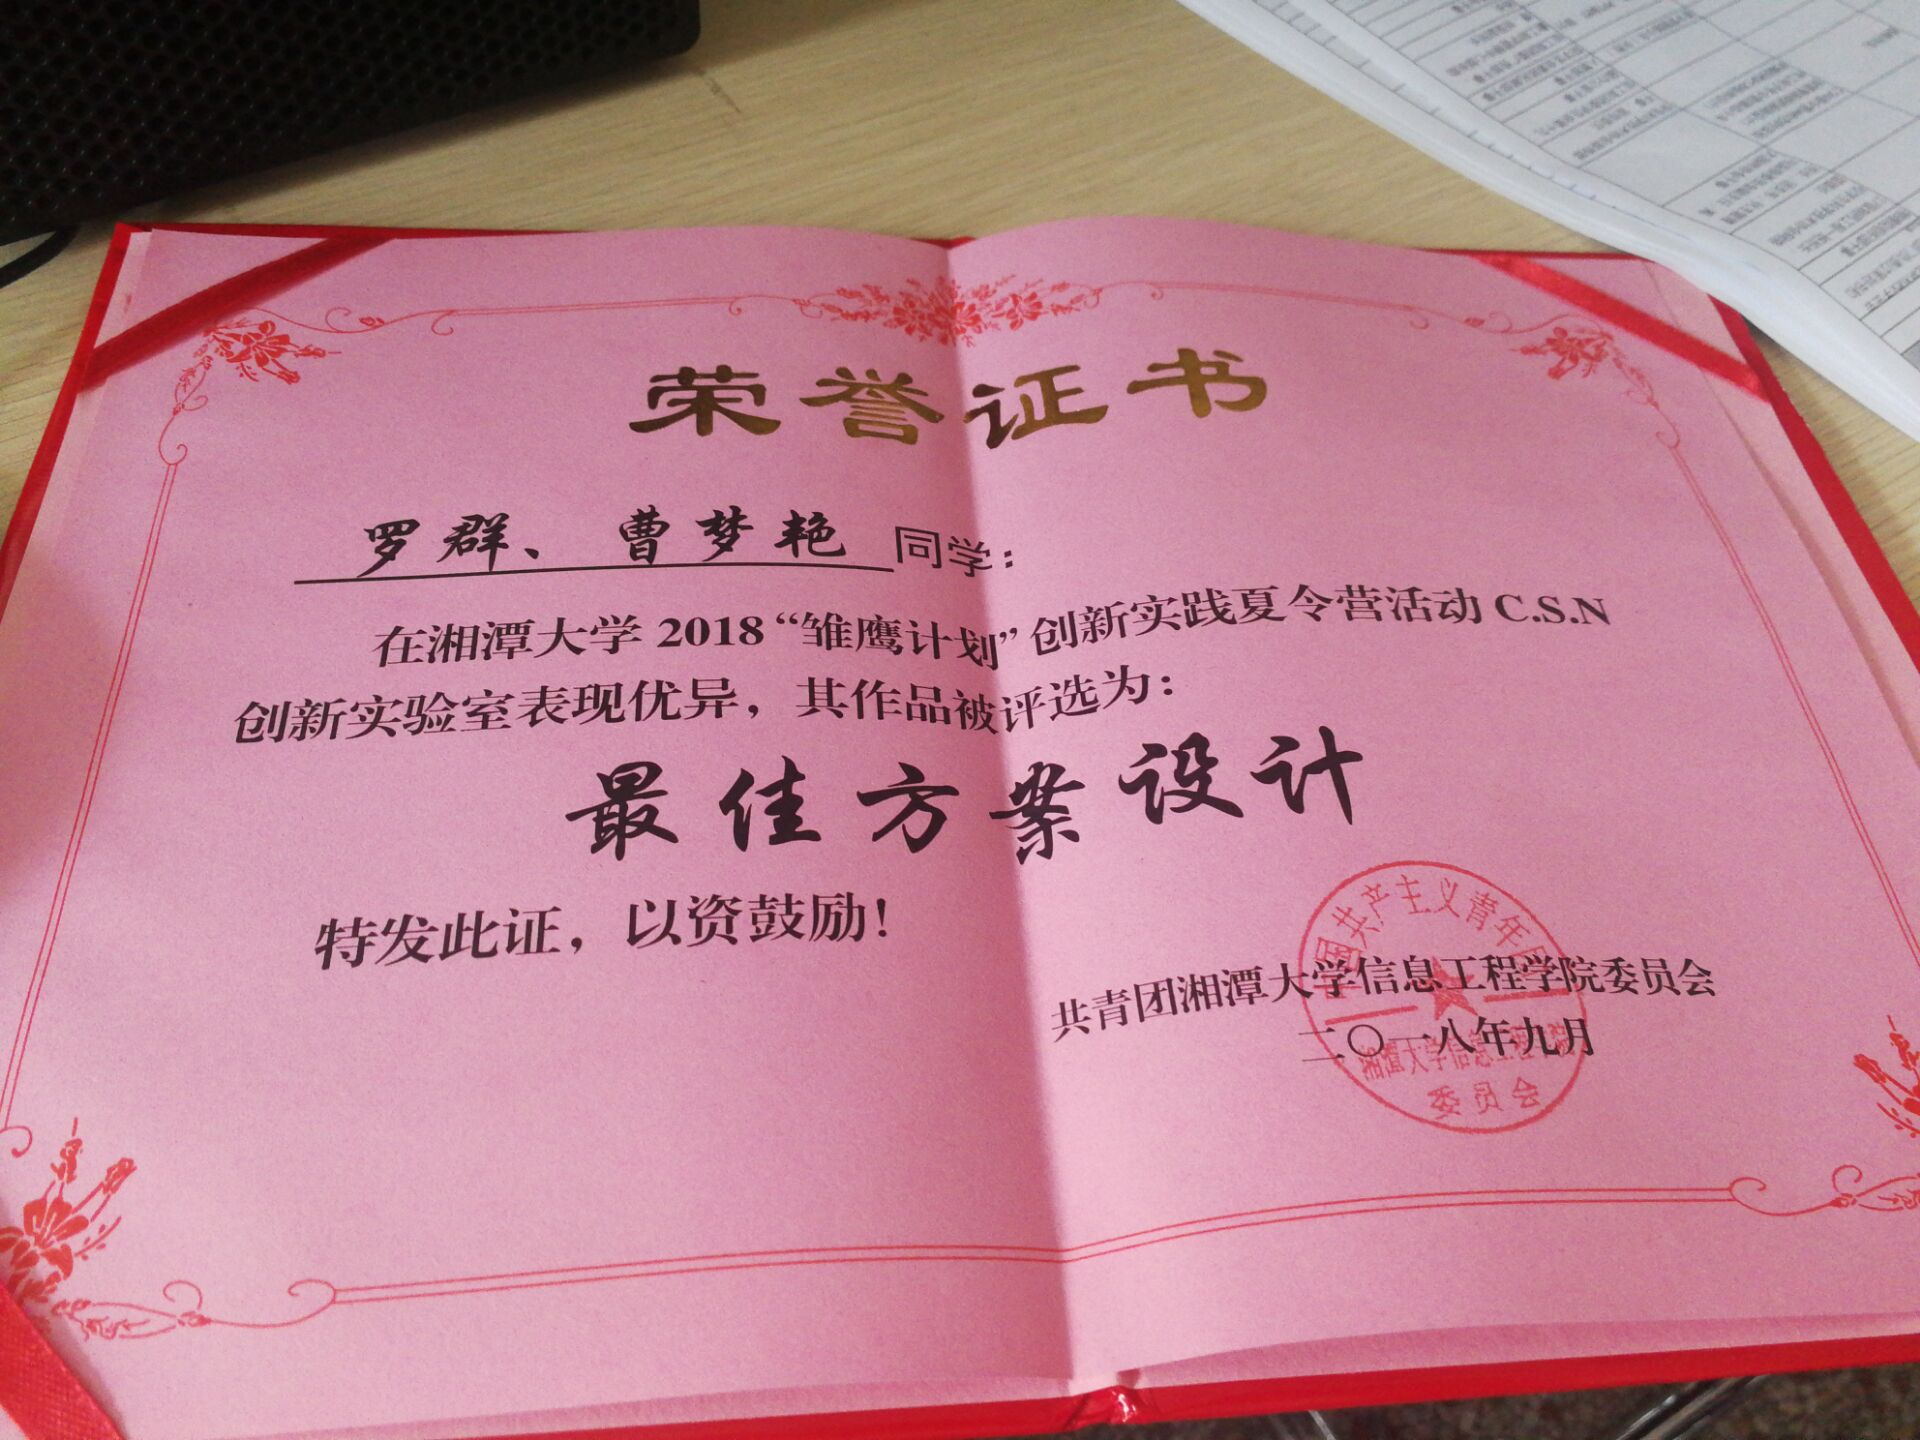 荣誉证书
罗群、曹梦艳同学：
在湘潭大学 2018 “雏鹰计划” 创新实践夏令营活动 C.S.N
创新实验室表现优异，其作品被评选为：
最佳方案设计
特发此证，以资鼓励！
共青团湘潭大学信息工程学院委员会
二〇一八年九月
中国共产主义青年团
湘潭大学信息工程学院
委员会